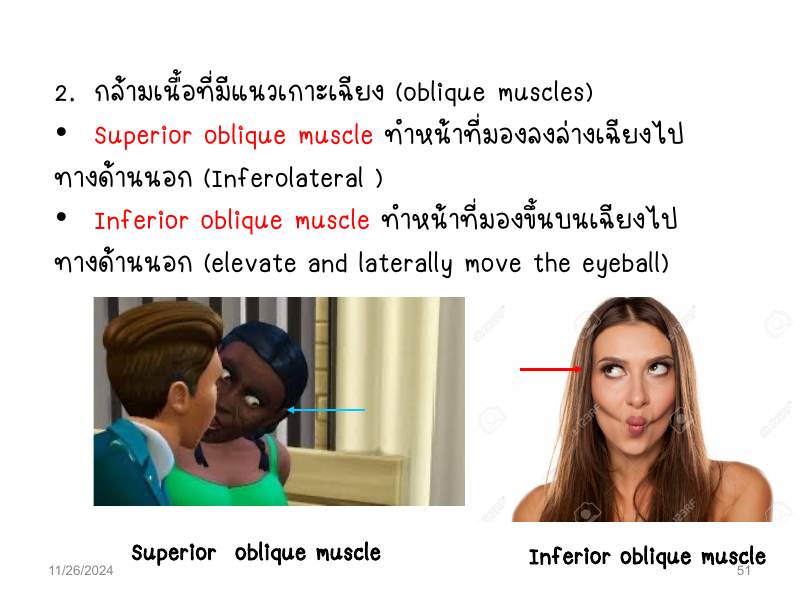 2. กล้ามเนื้อที่มีแนวเกาะเฉียง (oblique muscles)
• Superior oblique muscle ทำหน้าที่มองลงล่างเฉียงไป
ทางด้านนอก (Inferolateral )
• Inferior oblique muscle ทำหน้าที่มองขึ้นบนเฉียงไป
ทางด้านนอก (elevate and laterally move the eyeball)
Superior oblique muscle
Inferior oblique muscle
11/26/2024
51